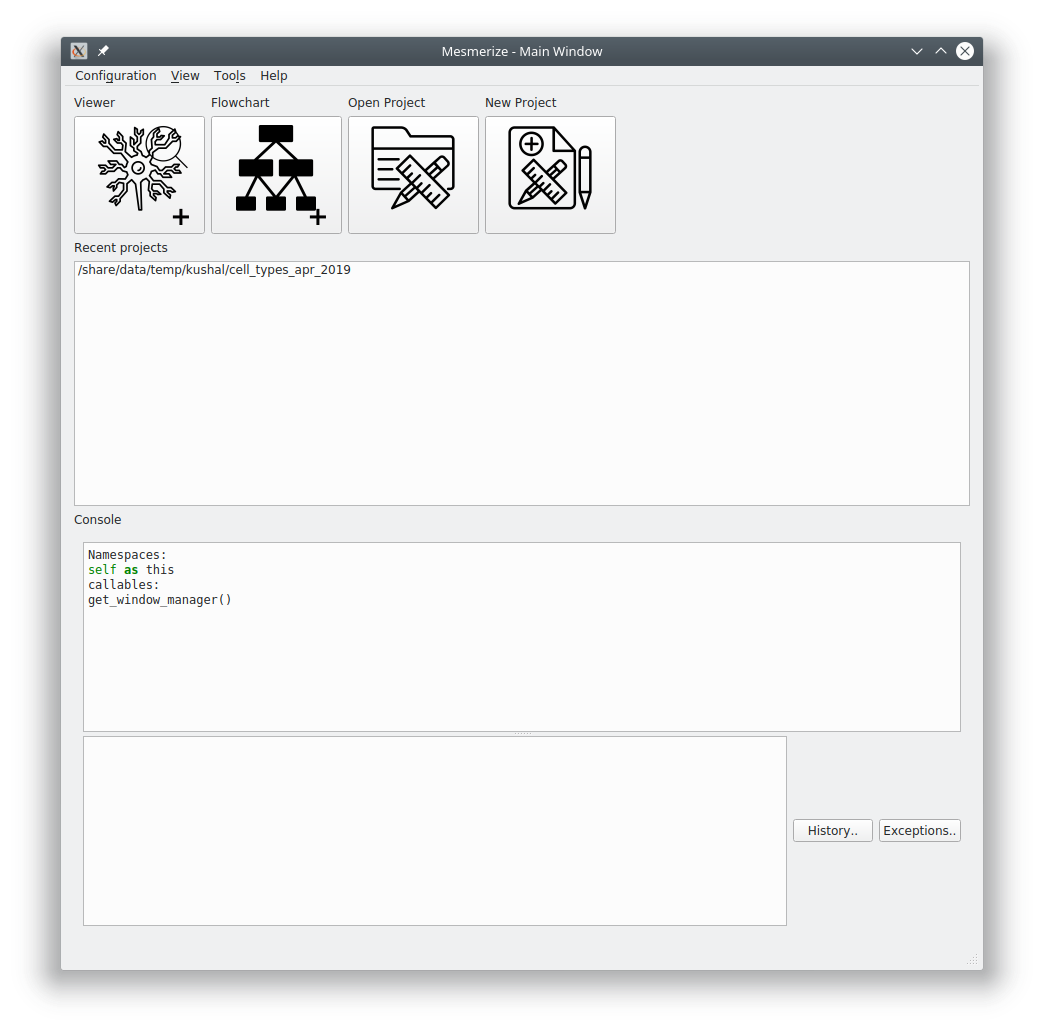 Mesmerize - Main Window
Configuration View Tools Help
Viewer Flowchart Open Project New Project
Recent projects
/share/data/temp/kushal/cell_types_apr_2019
Console
Namespaces:
self as this
callables:
get_window_manager()
History.. Exceptions..